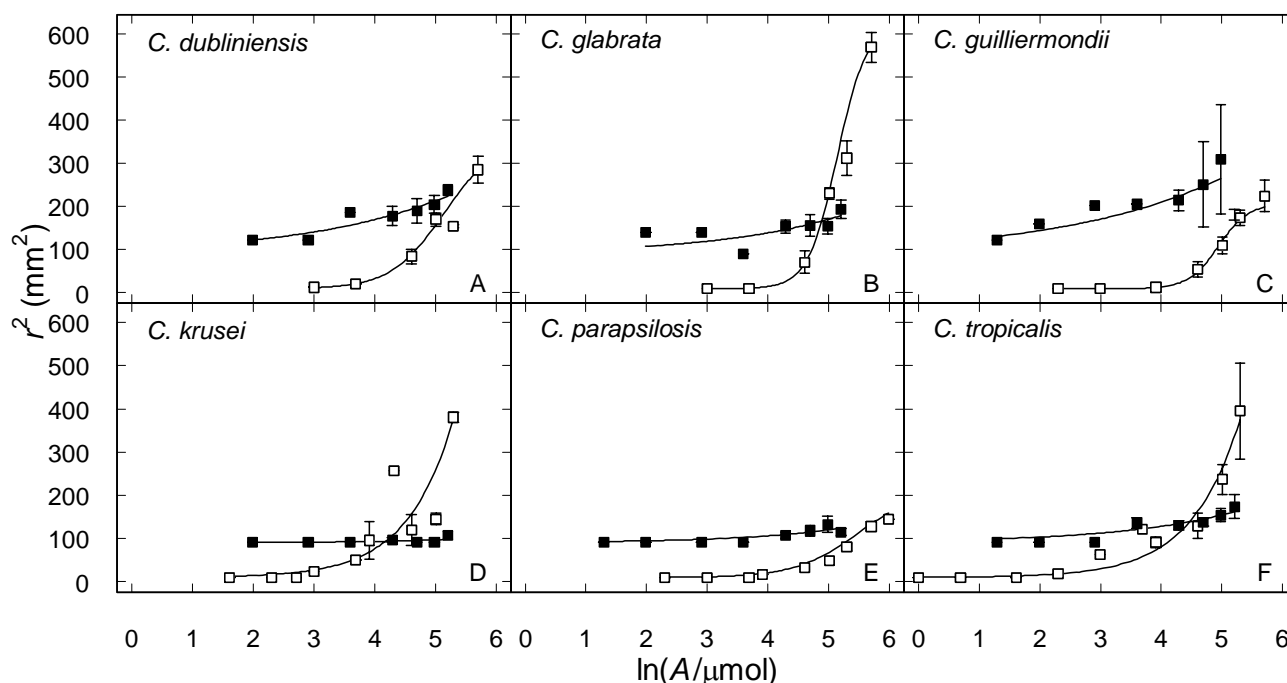 600
500
400
300
200
100
0
C. dubliniensis
A
C. glabrata
B
C. guilliermondii
C
r² (mm²)
600
500
400
300
200
100
0
C. krusei
D
C. parapsilosis
E
C. tropicalis
F
0 1 2 3 4 5 0 1 2 3 4 5 6 0 1 2 3 4 5 6
ln(A/μmol)